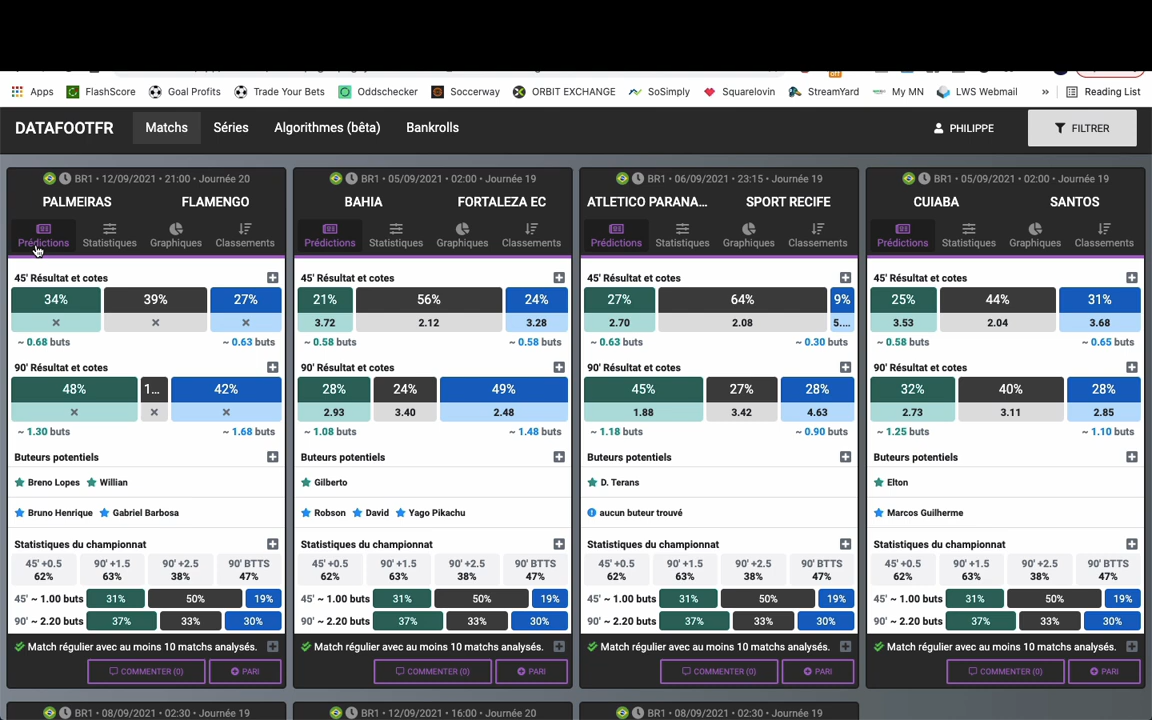 Apps FlashScore Goal Profits Trade Your Bets Oddschecker Soccerway ORBIT EXCHANGE SoSimply Squarelovin StreamYard My MN LWS Webmail » Reading List
DATAFOOTFR Matchs Séries Algorithmes (bêta) Bankrolls PHILIPPE FILTRER
BR1 • 12/09/2021 • 21:00 • Journée 20
PALMEIRAS FLAMENGO
Prédictions Statistiques Graphiques Classements
45' Résultat et cotes
34% 39% 27%
× × ×
~ 0.68 buts ~ 0.63 buts
90' Résultat et cotes
48% 1... 42%
× × ×
~ 1.30 buts ~ 1.68 buts
Buteurs potentiels
Breno Lopes Willian
Bruno Henrique Gabriel Barbosa
Statistiques du championnat
45' +0.5 90' +1.5 90' +2.5 90' BTTS
62% 63% 38% 47%
45' ~ 1.00 buts 31% 50% 19%
90' ~ 2.20 buts 37% 33% 30%
Match régulier avec au moins 10 matchs analysés.
COMMENTER (0) PARI
BR1 • 05/09/2021 • 02:00 • Journée 19
BAHIA FORTALEZA EC
Prédictions Statistiques Graphiques Classements
45' Résultat et cotes
21% 56% 24%
3.72 2.12 3.28
~ 0.58 buts ~ 0.58 buts
90' Résultat et cotes
28% 24% 49%
2.93 3.40 2.48
~ 1.08 buts ~ 1.48 buts
Buteurs potentiels
Gilberto
Robson David Yago Pikachu
Statistiques du championnat
45' +0.5 90' +1.5 90' +2.5 90' BTTS
62% 63% 38% 47%
45' ~ 1.00 buts 31% 50% 19%
90' ~ 2.20 buts 37% 33% 30%
Match régulier avec au moins 10 matchs analysés.
COMMENTER (0) PARI
BR1 • 06/09/2021 • 23:15 • Journée 19
ATLETICO PARANA... SPORT RECIFE
Prédictions Statistiques Graphiques Classements
45' Résultat et cotes
27% 64% 9%
2.70 2.08 5....
~ 0.63 buts ~ 0.30 buts
90' Résultat et cotes
45% 27% 28%
1.88 3.42 4.63
~ 1.18 buts ~ 0.90 buts
Buteurs potentiels
D. Terans
aucun buteur trouvé
Statistiques du championnat
45' +0.5 90' +1.5 90' +2.5 90' BTTS
62% 63% 38% 47%
45' ~ 1.00 buts 31% 50% 19%
90' ~ 2.20 buts 37% 33% 30%
Match régulier avec au moins 10 matchs analysés.
COMMENTER (0) PARI
BR1 • 05/09/2021 • 02:00 • Journée 19
CUIABA SANTOS
Prédictions Statistiques Graphiques Classements
45' Résultat et cotes
25% 44% 31%
3.53 2.04 3.68
~ 0.58 buts ~ 0.65 buts
90' Résultat et cotes
32% 40% 28%
2.73 3.11 2.85
~ 1.25 buts ~ 1.10 buts
Buteurs potentiels
Elton
Marcos Guilherme
Statistiques du championnat
45' +0.5 90' +1.5 90' +2.5 90' BTTS
62% 63% 38% 47%
45' ~ 1.00 buts 31% 50% 19%
90' ~ 2.20 buts 37% 33% 30%
Match régulier avec au moins 10 matchs analysés.
COMMENTER (0) PARI
BR1 • 08/09/2021 • 02:30 • Journée 19
BR1 • 12/09/2021 • 16:00 • Journée 20
BR1 • 08/09/2021 • 02:30 • Journée 19